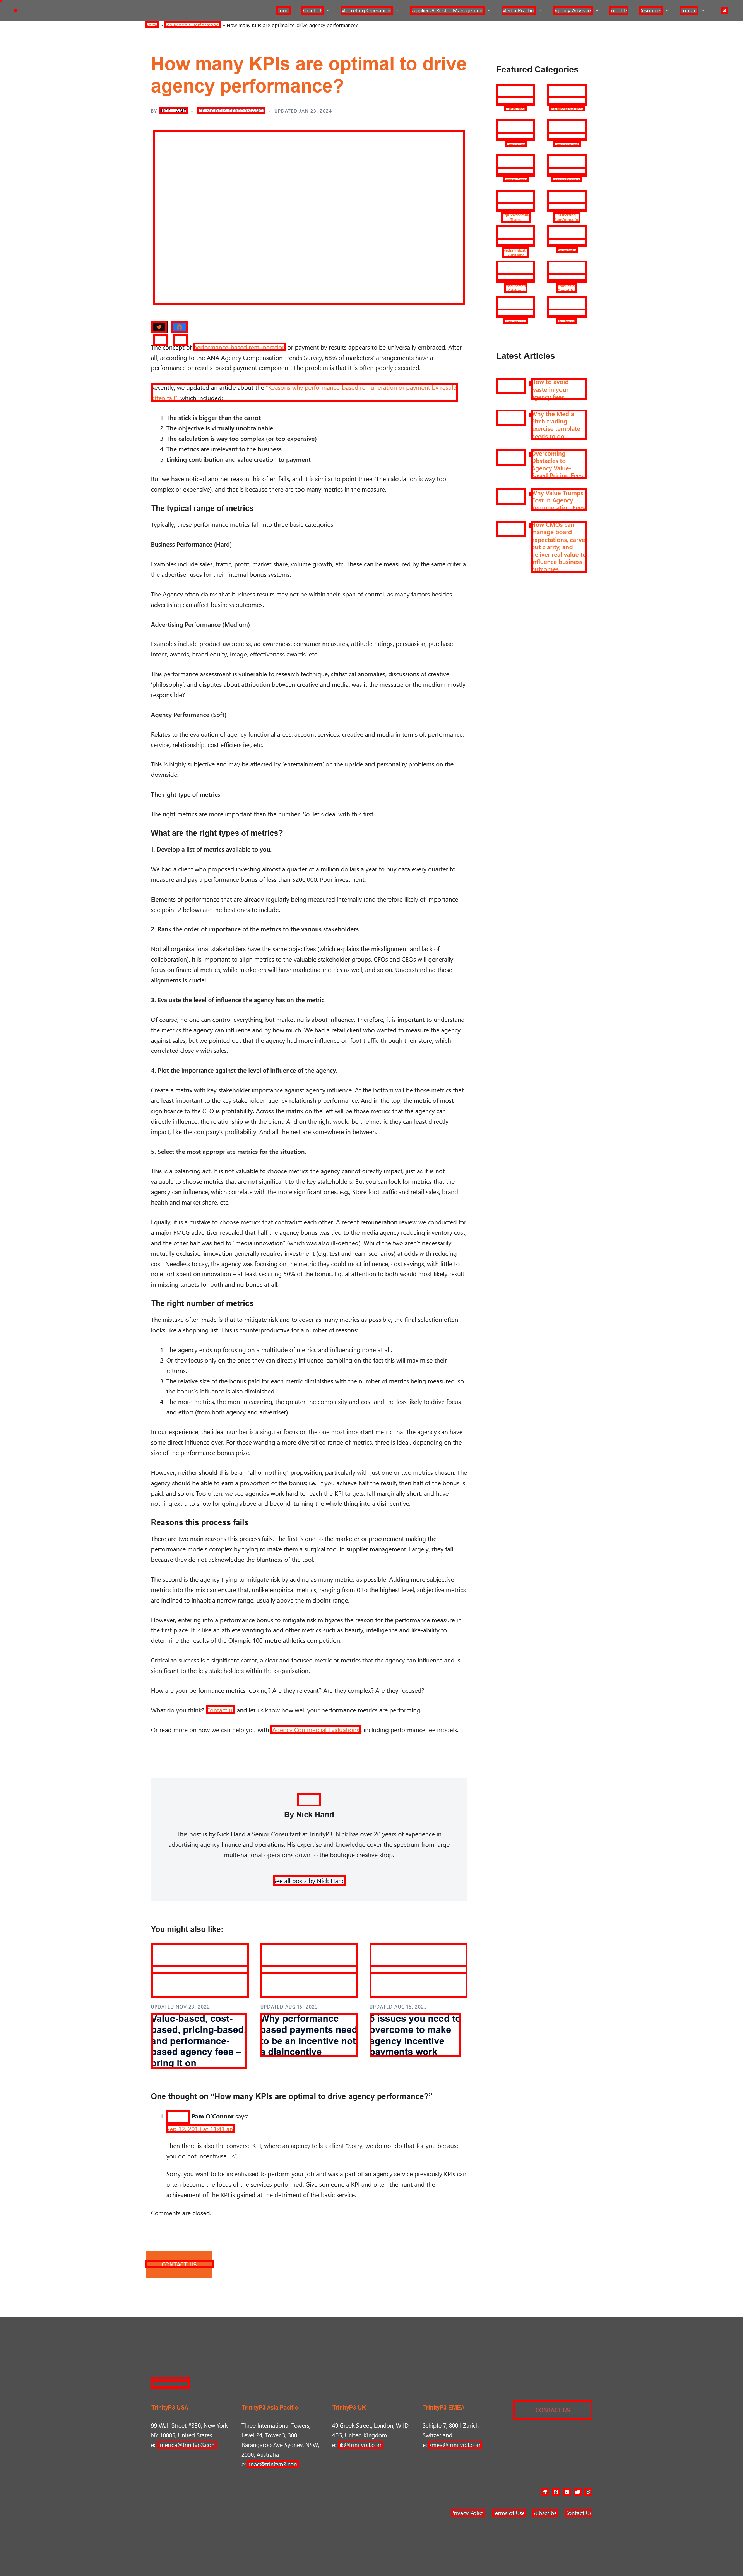 Home About Us Marketing Operations Supplier & Roster Management Media Practice Agency Advisory Insights Resources Contact
» How many KPIs are optimal to drive agency performance?
How many KPIs are optimal to drive
agency performance?
BY NICK HAND - UPDATED JAN 23, 2024
The concept of performance-based remuneration or payment by results appears to be universally embraced. After
all, according to the ANA Agency Compensation Trends Survey, 68% of marketers' arrangements have a
performance or results-based payment component. The problem is that it is often poorly executed.
Recently, we updated an article about the "Reasons why performance-based remuneration or payment by results
often fail", which included:
1. The stick is bigger than the carrot
2. The objective is virtually unobtainable
3. The calculation is way too complex (or too expensive)
4. The metrics are irrelevant to the business
5. Linking contribution and value creation to payment
But we have noticed another reason this often fails, and it is similar to point three (The calculation is way too
complex or expensive), and that is because there are too many metrics in the measure.
The typical range of metrics
Typically, these performance metrics fall into three basic categories:
Business Performance (Hard)
Examples include sales, traffic, profit, market share, volume growth, etc. These can be measured by the same criteria
the advertiser uses for their internal bonus systems.
The Agency often claims that business results may not be within their 'span of control' as many factors besides
advertising can affect business outcomes.
Advertising Performance (Medium)
Examples include product awareness, ad awareness, consumer measures, attitude ratings, persuasion, purchase
intent, awards, brand equity, image, effectiveness awards, etc.
This performance assessment is vulnerable to research technique, statistical anomalies, discussions of creative
'philosophy', and disputes about attribution between creative and media: was it the message or the medium mostly
responsible?
Agency Performance (Soft)
Relates to the evaluation of agency functional areas: account services, creative and media in terms of: performance,
service, relationship, cost efficiencies, etc.
This is highly subjective and may be affected by 'entertainment' on the upside and personality problems on the
downside.
The right type of metrics
The right metrics are more important than the number. So, let's deal with this first.
What are the right types of metrics?
1. Develop a list of metrics available to you.
We had a client who proposed investing almost a quarter of a million dollars a year to buy data every quarter to
measure and pay a performance bonus of less than $200,000. Poor investment.
Elements of performance that are already regularly being measured internally (and therefore likely of importance –
see point 2 below) are the best ones to include.
2. Rank the order of importance of the metrics to the various stakeholders.
Not all organisational stakeholders have the same objectives (which explains the misalignment and lack of
collaboration). It is important to align metrics to the valuable stakeholder groups. CFOs and CEOs will generally
focus on financial metrics, while marketers will have marketing metrics as well, and so on. Understanding these
alignments is crucial.
3. Evaluate the level of influence the agency has on the metric.
Of course, no one can control everything, but marketing is about influence. Therefore, it is important to understand
the metrics the agency can influence and by how much. We had a retail client who wanted to measure the agency
against sales, but we pointed out that the agency had more influence on foot traffic through their store, which
correlated closely with sales.
4. Plot the importance against the level of influence of the agency.
Create a matrix with key stakeholder importance against agency influence. At the bottom will be those metrics that
are least important to the key stakeholder–agency relationship performance. And in the top, the metric of most
significance to the CEO is profitability. Across the matrix on the left will be those metrics that the agency can
directly influence: the relationship with the client. And on the right would be the metric they can least directly
impact, like the company's profitability. And all the rest are somewhere in between.
5. Select the most appropriate metrics for the situation.
This is a balancing act. It is not valuable to choose metrics the agency cannot directly impact, just as it is not
valuable to choose metrics that are not significant to the key stakeholders. But you can look for metrics that the
agency can influence, which correlate with the more significant ones, e.g., Store foot traffic and retail sales, brand
health and market share, etc.
Equally, it is a mistake to choose metrics that contradict each other. A recent remuneration review we conducted for
a major FMCG advertiser revealed that half the agency bonus was tied to the media agency reducing inventory cost,
and the other half was tied to "media innovation" (which was also ill-defined). Whilst the two aren't necessarily
mutually exclusive, innovation generally requires investment (e.g. test and learn scenarios) at odds with reducing
cost. Needless to say, the agency was focusing on the metric they could most influence, cost savings, with little to
no effort spent on innovation – at least securing 50% of the bonus. Equal attention to both would most likely result
in missing targets for both and no bonus at all.
The right number of metrics
The mistake often made is that to mitigate risk and to cover as many metrics as possible, the final selection often
looks like a shopping list. This is counterproductive for a number of reasons:
1. The agency ends up focusing on a multitude of metrics and influencing none at all.
2. Or they focus only on the ones they can directly influence, gambling on the fact this will maximise their
returns.
3. The relative size of the bonus paid for each metric diminishes with the number of metrics being measured, so
the bonus's influence is also diminished.
4. The more metrics, the more measuring, the greater the complexity and cost and the less likely to drive focus
and effort (from both agency and advertiser).
In our experience, the ideal number is a singular focus on the one most important metric that the agency can have
some direct influence over. For those wanting a more diversified range of metrics, three is ideal, depending on the
size of the performance bonus prize.
However, neither should this be an "all or nothing" proposition, particularly with just one or two metrics chosen. The
agency should be able to earn a proportion of the bonus; i.e., if you achieve half the result, then half of the bonus is
paid, and so on. Too often, we see agencies work hard to reach the KPI targets, fall marginally short, and have
nothing extra to show for going above and beyond, turning the whole thing into a disincentive.
Reasons this process fails
There are two main reasons this process fails. The first is due to the marketer or procurement making the
performance models complex by trying to make them a surgical tool in supplier management. Largely, they fail
because they do not acknowledge the bluntness of the tool.
The second is the agency trying to mitigate risk by adding as many metrics as possible. Adding more subjective
metrics into the mix can ensure that, unlike empirical metrics, ranging from 0 to the highest level, subjective metrics
are inclined to inhabit a narrow range, usually above the midpoint range.
However, entering into a performance bonus to mitigate risk mitigates the reason for the performance measure in
the first place. It is like an athlete wanting to add other metrics such as beauty, intelligence and like-ability to
determine the results of the Olympic 100-metre athletics competition.
Critical to success is a significant carrot, a clear and focused metric or metrics that the agency can influence and is
significant to the key stakeholders within the organisation.
How are your performance metrics looking? Are they relevant? Are they complex? Are they focused?
What do you think? Contact us and let us know how well your performance metrics are performing.
Or read more on how we can help you with Agency Commercial Evaluations, including performance fee models.
By Nick Hand
This post is by Nick Hand a Senior Consultant at TrinityP3. Nick has over 20 years of experience in
advertising agency finance and operations. His expertise and knowledge cover the spectrum from large
multi-national operations down to the boutique creative shop.
See all posts by Nick Hand
You might also like:
UPDATED NOV 23, 2022
Value-based, cost-
based, pricing-based
and performance-
based agency fees –
bring it on
UPDATED AUG 15, 2023
Why performance
based payments need
to be an incentive not
a disincentive
UPDATED AUG 15, 2023
5 issues you need to
overcome to make
agency incentive
payments work
One thought on "How many KPIs are optimal to drive agency performance?"
1. Pam O'Connor says:
Then there is also the converse KPI, where an agency tells a client "Sorry, we do not do that for you because
you do not incentivise us".
Sorry, you want to be incentivised to perform your job and was a part of an agency service previously KPIs can
often become the focus of the services performed. Give someone a KPI and often the hunt and the
achievement of the KPI is gained at the detriment of the basic service.
Comments are closed.
CONTACT US
Featured Categories
Latest Articles
How to avoid
waste in your
agency fees
Why the Media
Pitch trading
exercise template
needs to go
Overcoming
Obstacles to
Agency Value-
Based Pricing Fees
Why Value Trumps
Cost in Agency
Remuneration Fees
How CMOs can
manage board
expectations, carve
out clarity, and
deliver real value to
influence business
outcomes
TrinityP3 USA
99 Wall Street #330, New York
NY 10005, United States
e: america@trinityp3.com
TrinityP3 Asia Pacific
Three International Towers,
Level 24, Tower 3, 300
Barangaroo Ave Sydney, NSW,
2000, Australia
e: apac@trinityp3.com
TrinityP3 UK
49 Greek Street, London, W1D
4EG, United Kingdom
e: uk@trinityp3.com
TrinityP3 EMEA
Schipfe 7, 8001 Zürich,
Switzerland
e: emea@trinityp3.com
CONTACT US
Privacy Policy Terms of Use Subscribe Contact Us